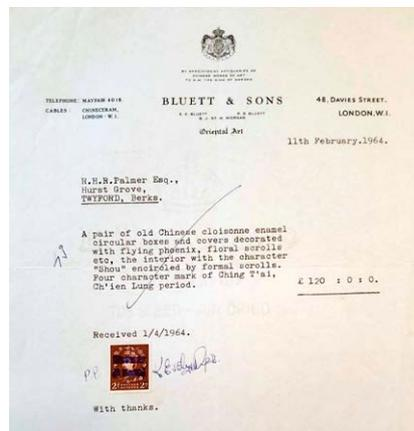 BY APPOINTMENT ANTIQUARIES OF
CHINESE WORKS OF ART
TO H.M. THE KING OF SWEDEN
TELEPHONE: MAYFAIR 4018
CABLES: CHINECERAM,
LONDON · W.I.
BLUETT & SONS
48, DAVIES STREET,
LONDON, W.I.
Oriental Art
11th February.1964.
R.H.R.Palmer Esq.,
Hurst Grove,
TWYFORD, Berks.
A pair of old Chinese cloisonne enamel
circular boxes and covers decorated
with flying phoenix, floral scrolls
etc, the interior with the character
"Shou" encircled by formal scrolls.
Four character mark of Ching T'ai,
Ch'ien Lung period.
£ 120 : 0 : 0.
Received 1/4/1964.
P.P.
With thanks.